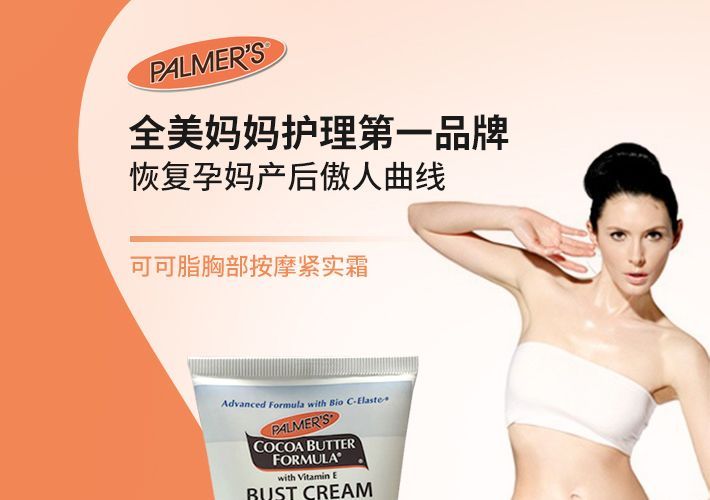 PALMER'S®
全美妈妈护理第一品牌
恢复孕妈产后傲人曲线
可可脂胸部按摩紧实霜
Advanced Formula with Bio C-Elaste®
PALMER'S®
COCOA BUTTER
FORMULA®
with Vitamin E
BUST CREAM